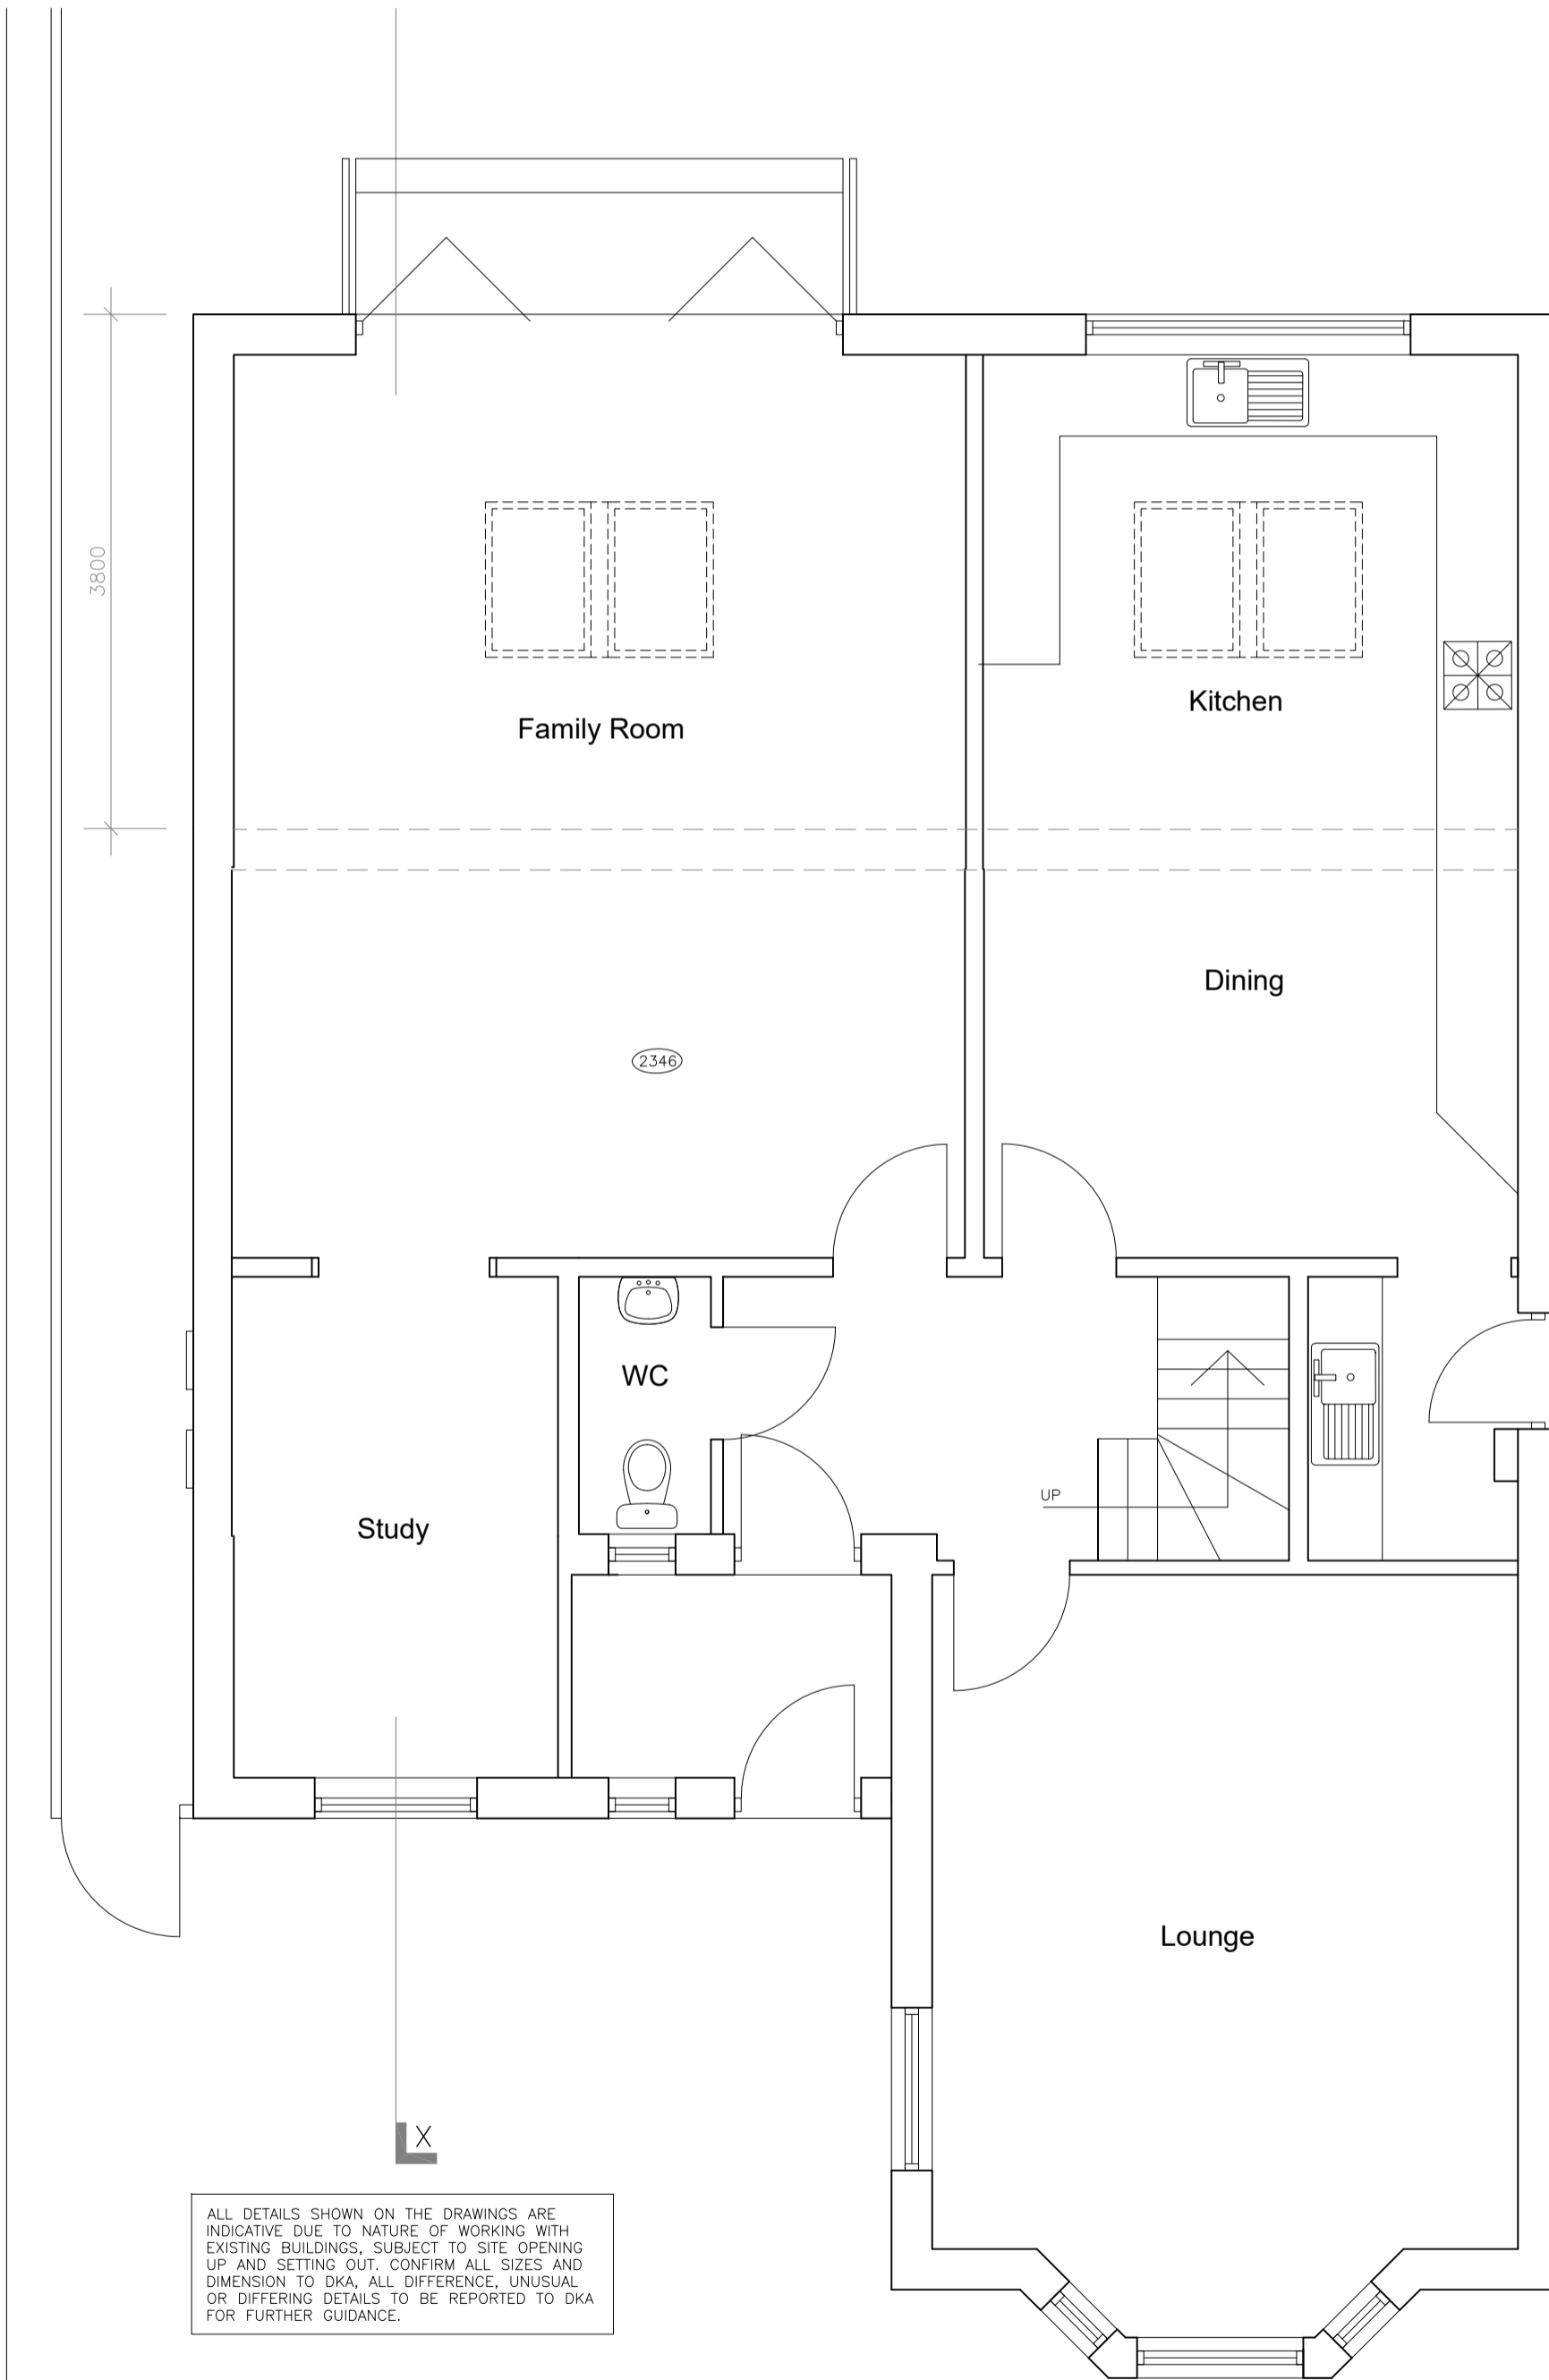 3800
Family Room
Kitchen
Dining
2346
WC
UP
Study
Lounge
X
ALL DETAILS SHOWN ON THE DRAWINGS ARE
INDICATIVE DUE TO NATURE OF WORKING WITH
EXISTING BUILDINGS, SUBJECT TO SITE OPENING
UP AND SETTING OUT. CONFIRM ALL SIZES AND
DIMENSION TO DKA, ALL DIFFERENCE, UNUSUAL
OR DIFFERING DETAILS TO BE REPORTED TO DKA
FOR FURTHER GUIDANCE.